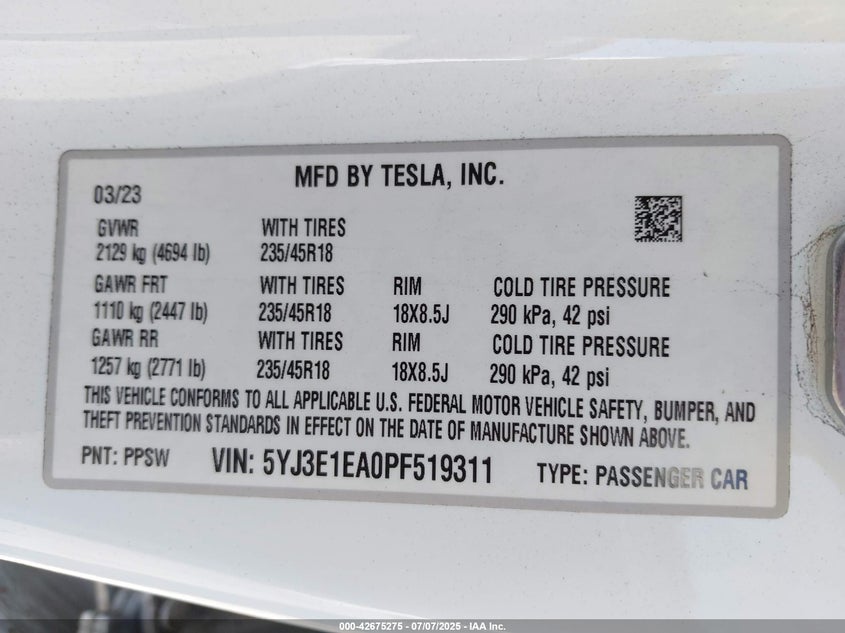 MFD BY TESLA, INC.
03/23
GVWR WITH TIRES
2129 kg (4694 lb) 235/45R18
GAWR FRT WITH TIRES RIM COLD TIRE PRESSURE
1110 kg (2447 lb) 235/45R18 18X8.5J 290 kPa, 42 psi
GAWR RR WITH TIRES RIM COLD TIRE PRESSURE
1257 kg (2771 lb) 235/45R18 18X8.5J 290 kPa, 42 psi
THIS VEHICLE CONFORMS TO ALL APPLICABLE U.S. FEDERAL MOTOR VEHICLE SAFETY, BUMPER, AND
THEFT PREVENTION STANDARDS IN EFFECT ON THE DATE OF MANUFACTURE SHOWN ABOVE.
PNT: PPSW VIN: 5YJ3E1EA0PF519311 TYPE: PASSENGER CAR
000-42675275 - 07/07/2025 - IAA Inc.